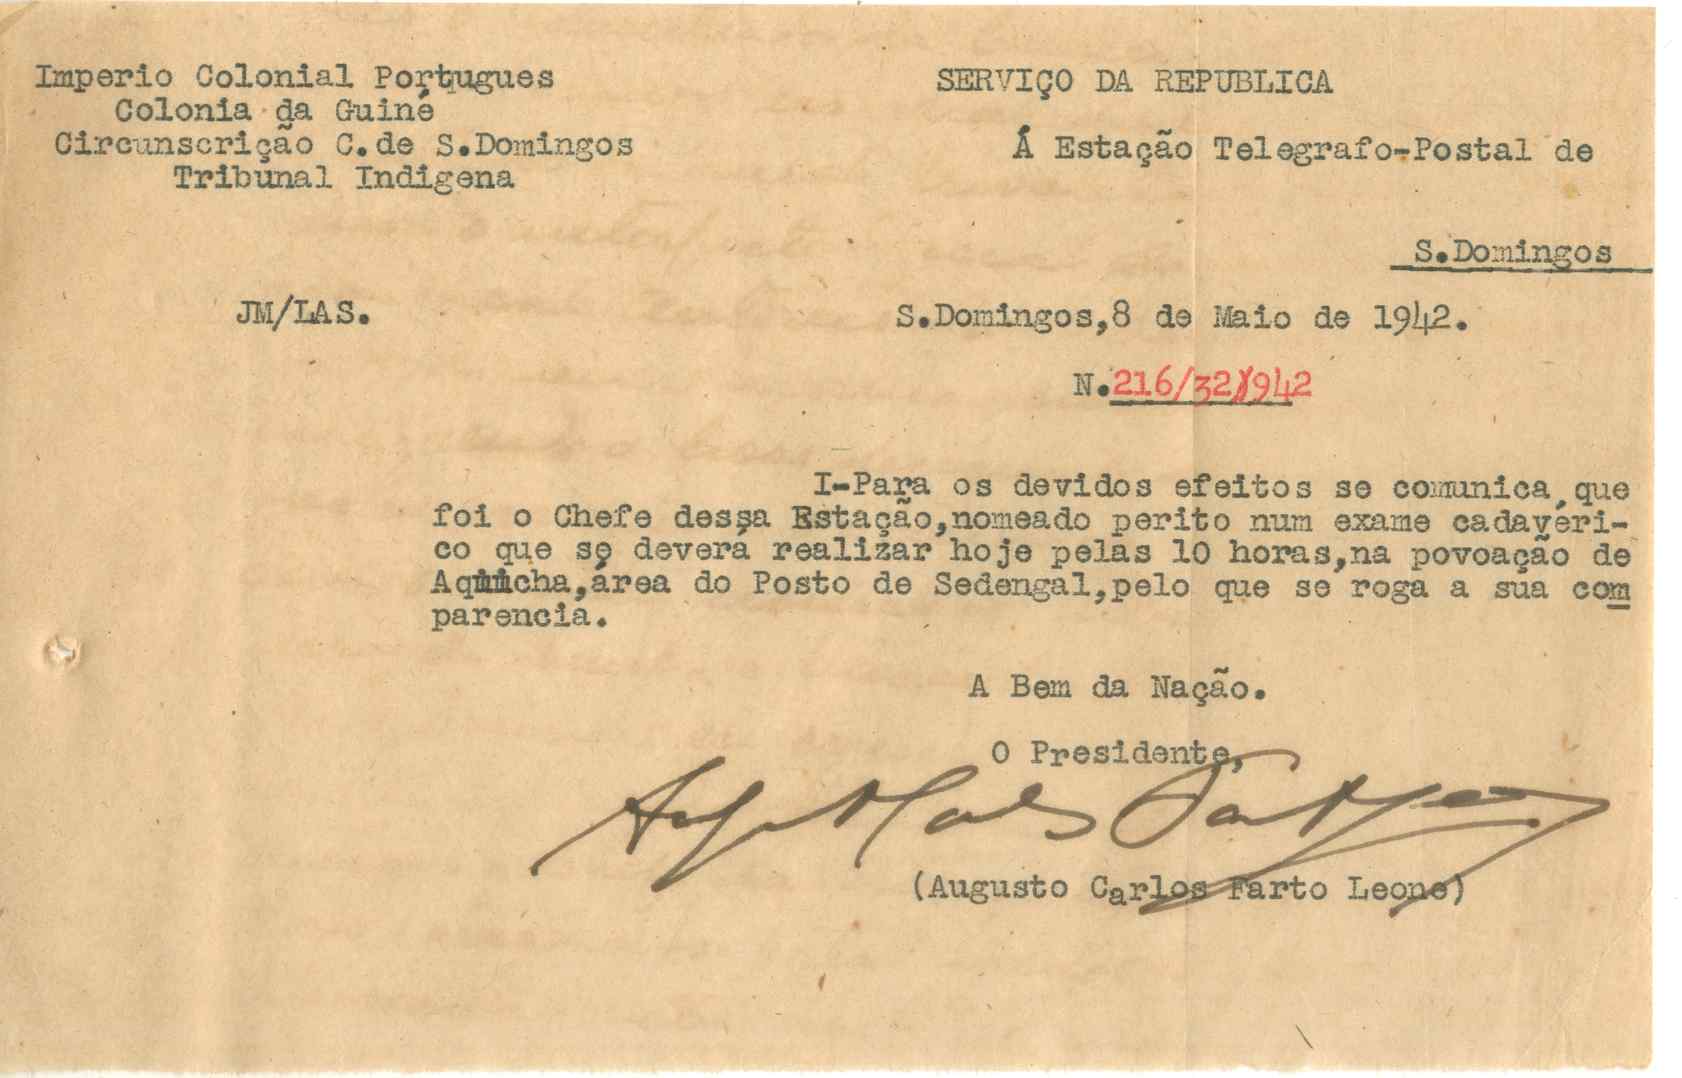 Imperio Colonial Portugues
Colonia da Guiné
Circunscrição C.de S.Domingos
Tribunal Indigena
SERVIÇO DA REPUBLICA
Á Estação Telegrafo-Postal de
S.Domingos
JM/LAS.
S.Domingos,8 de Maio de 1942.
N.216/32/942
I-Para os devidos efeitos se comunica,que
foi o Chefe dessa Estação,nomeado perito num exame cadavéri-
co que se deverá realizar hoje pelas 10 horas,na povoação de
área do Posto de Sedengal,pelo que se roga a sua com
parencia.
A Bem da Nação.
O Presidente,
(Augusto Carlos Farto Leone)